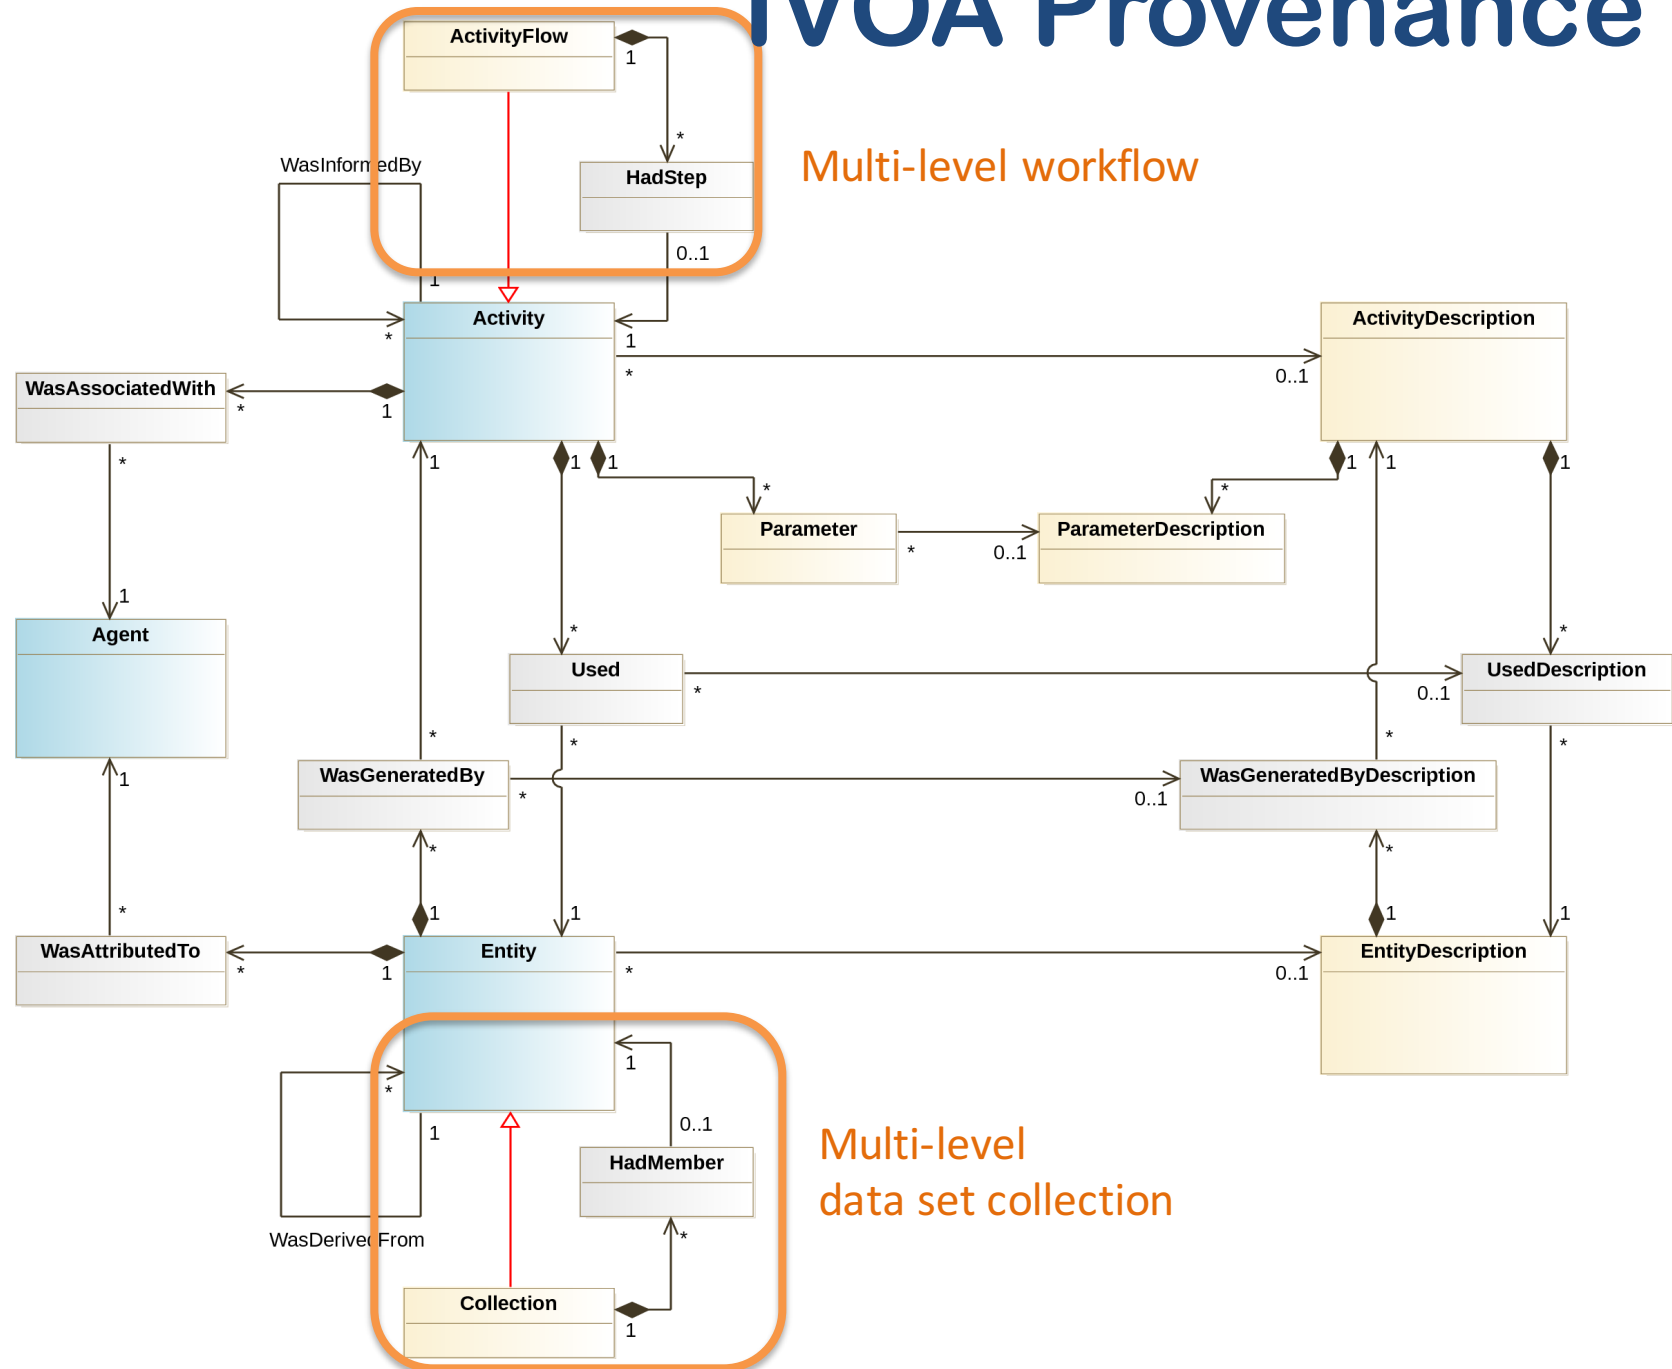 IVOA Provenance
ActivityFlow
1
*
Multi-level workflow
WasInformedBy
HadStep
0..1
1
Activity
ActivityDescription
*
1
*
0..1
WasAssociatedWith
*
1
*
1
1
1
1
1
1
*
*
Parameter
ParameterDescription
*
0..1
1
*
*
Agent
Used
UsedDescription
*
0..1
*
*
*
*
WasGeneratedBy
WasGeneratedByDescription
1
*
0..1
*
*
*
1
1
1
1
WasAttributedTo
Entity
EntityDescription
*
1
*
0..1
1
*
0..1
1
Multi-level
HadMember
data set collection
*
WasDerivedFrom
Collection
1